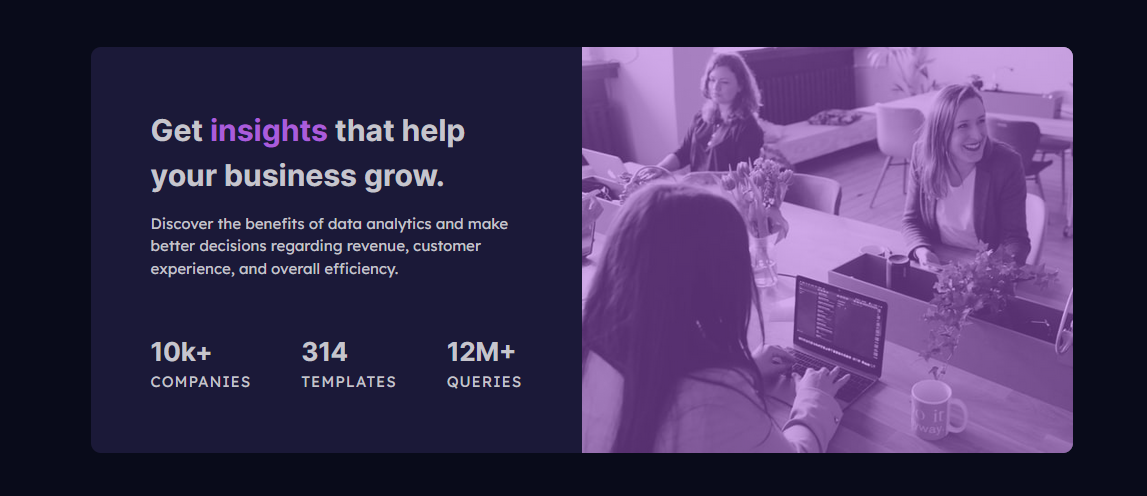 Get insights that help
your business grow.
Discover the benefits of data analytics and make
better decisions regarding revenue, customer
experience, and overall efficiency.
10k+ 314 12M+
COMPANIES TEMPLATES QUERIES
it